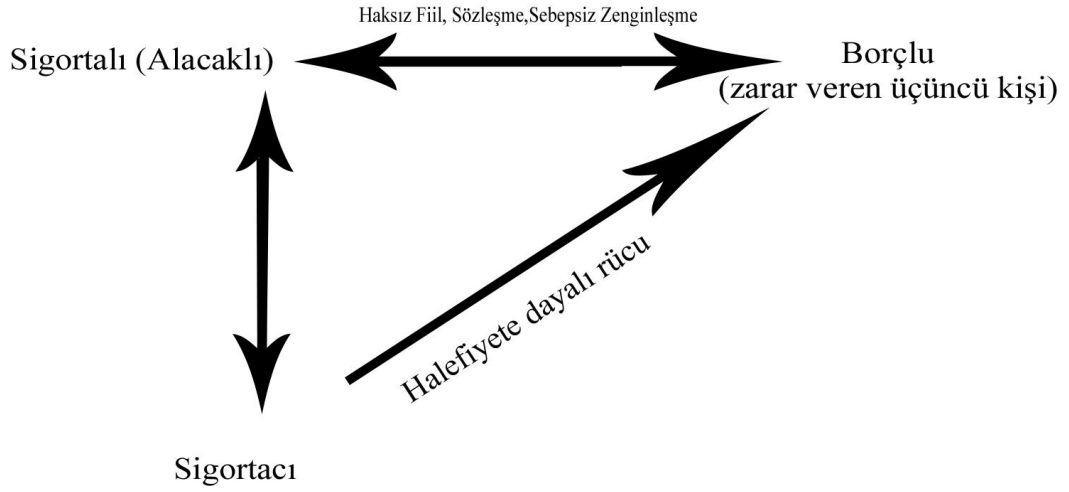 Haksız Fiil, Sözleşme,Sebepsiz Zenginleşme
Sigortalı (Alacaklı)
Borçlu
(zarar veren üçüncü kişi)
Halefiyete dayalı rücu
Sigortacı